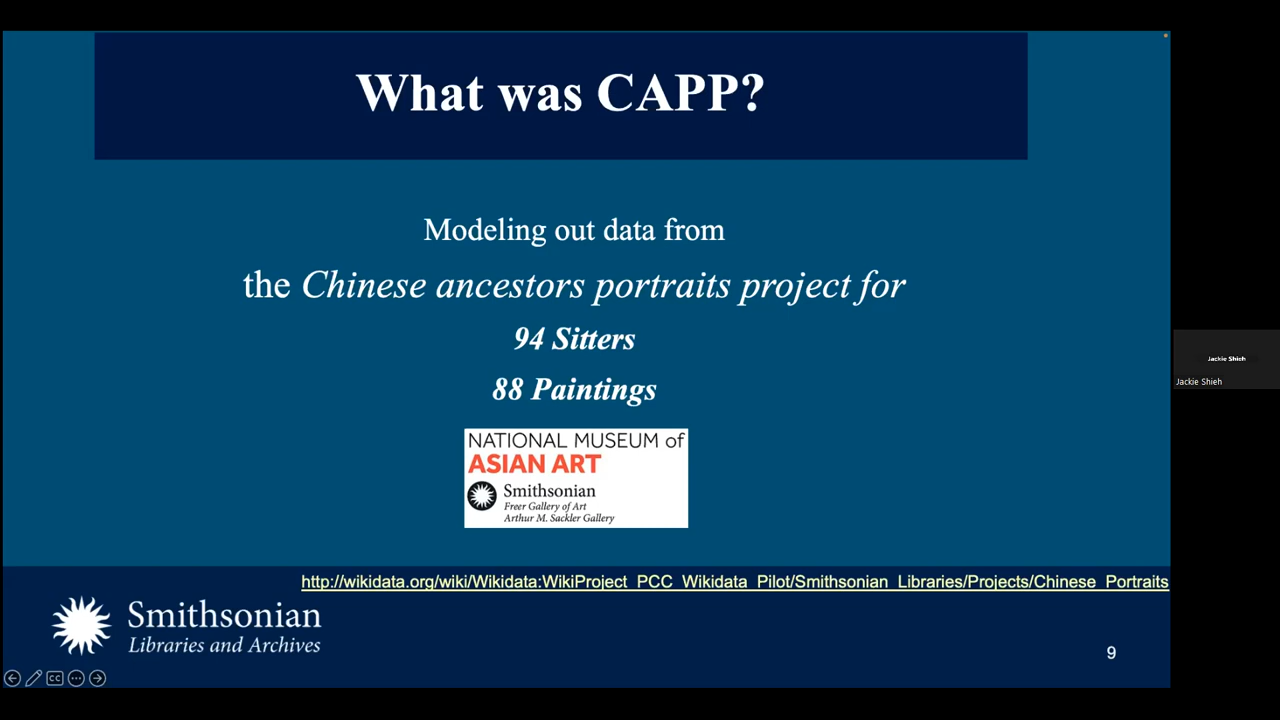 What was CAPP?
Modeling out data from
the Chinese ancestors portraits project for
94 Sitters
88 Paintings
NATIONAL MUSEUM of
ASIAN ART
Smithsonian
Freer Gallery of Art
Arthur M. Sackler Gallery
http://wikidata.org/wiki/Wikidata:WikiProject_PCC_Wikidata_Pilot/Smithsonian_Libraries/Projects/Chinese_Portraits
Smithsonian
Libraries and Archives
9
CC
Jackie Shieh
Jackie Shieh